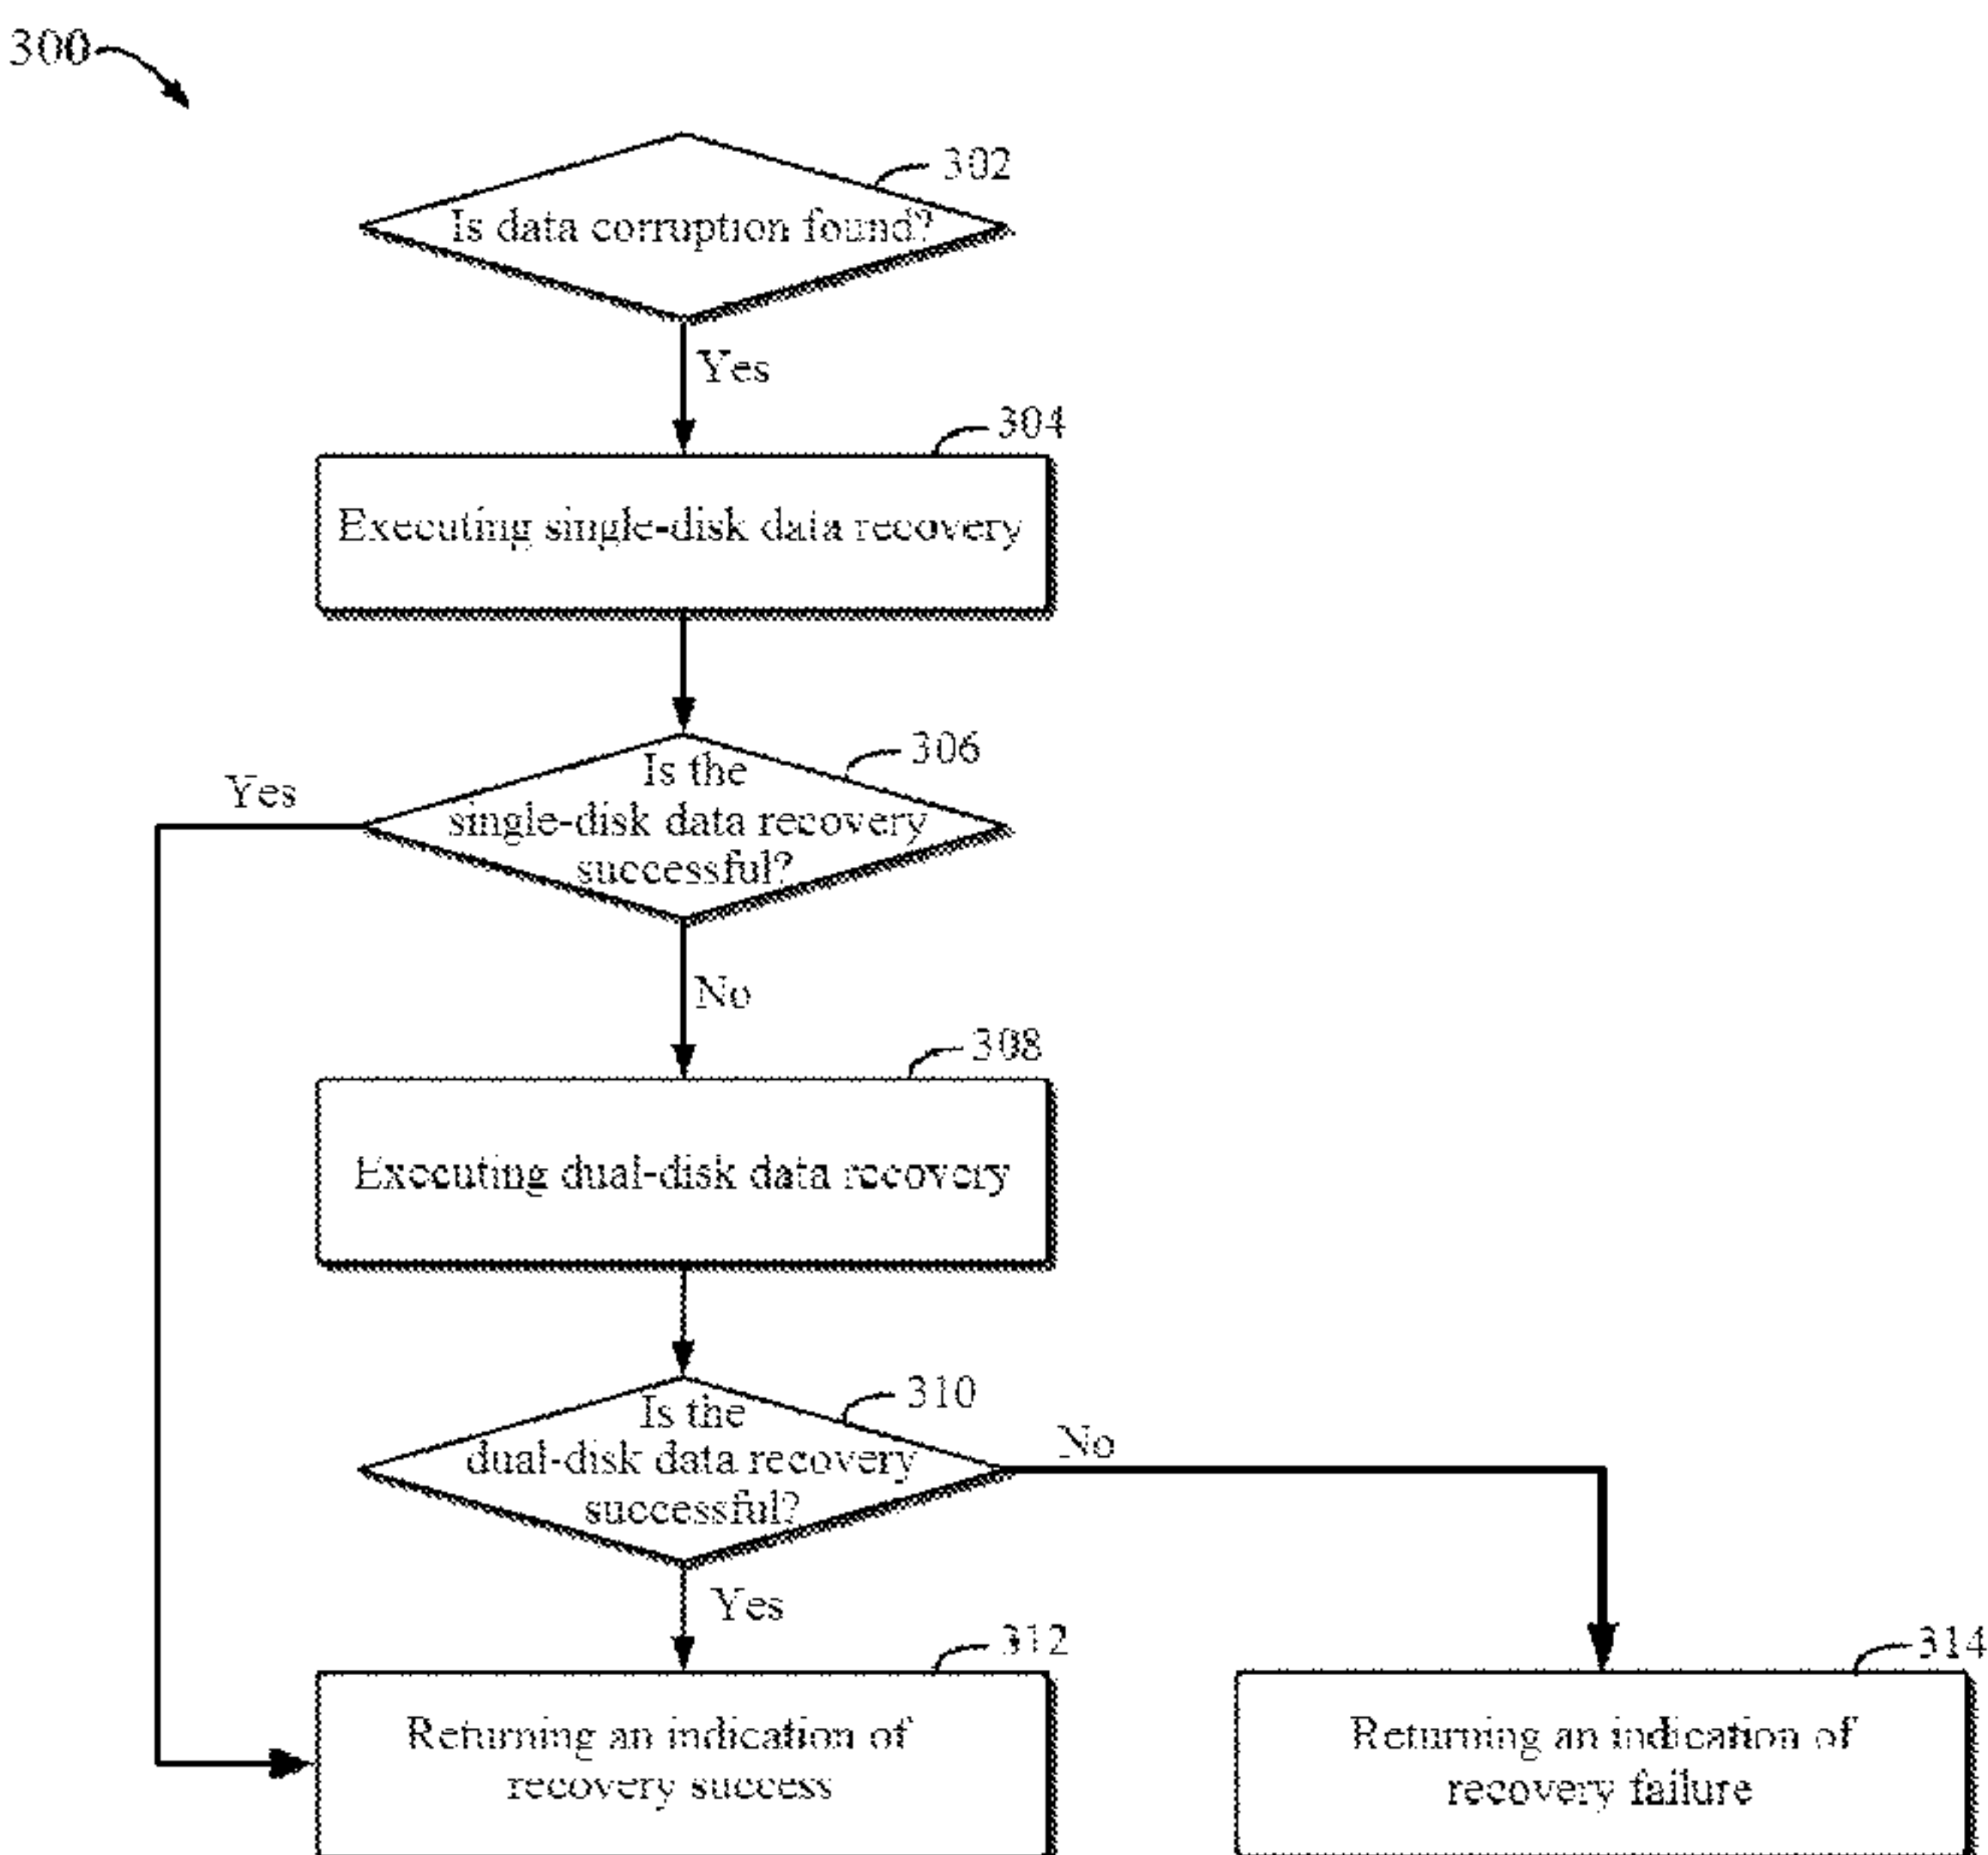 300
302
Is data corruption found?
Yes
304
Executing single-disk data recovery
306
Is the
single-disk data recovery
successful?
Yes
No
308
Executing dual-disk data recovery
310
Is the
dual-disk data recovery
successful?
No
Yes
312
Returning an indication of
recovery success
314
Returning an indication of
recovery failure